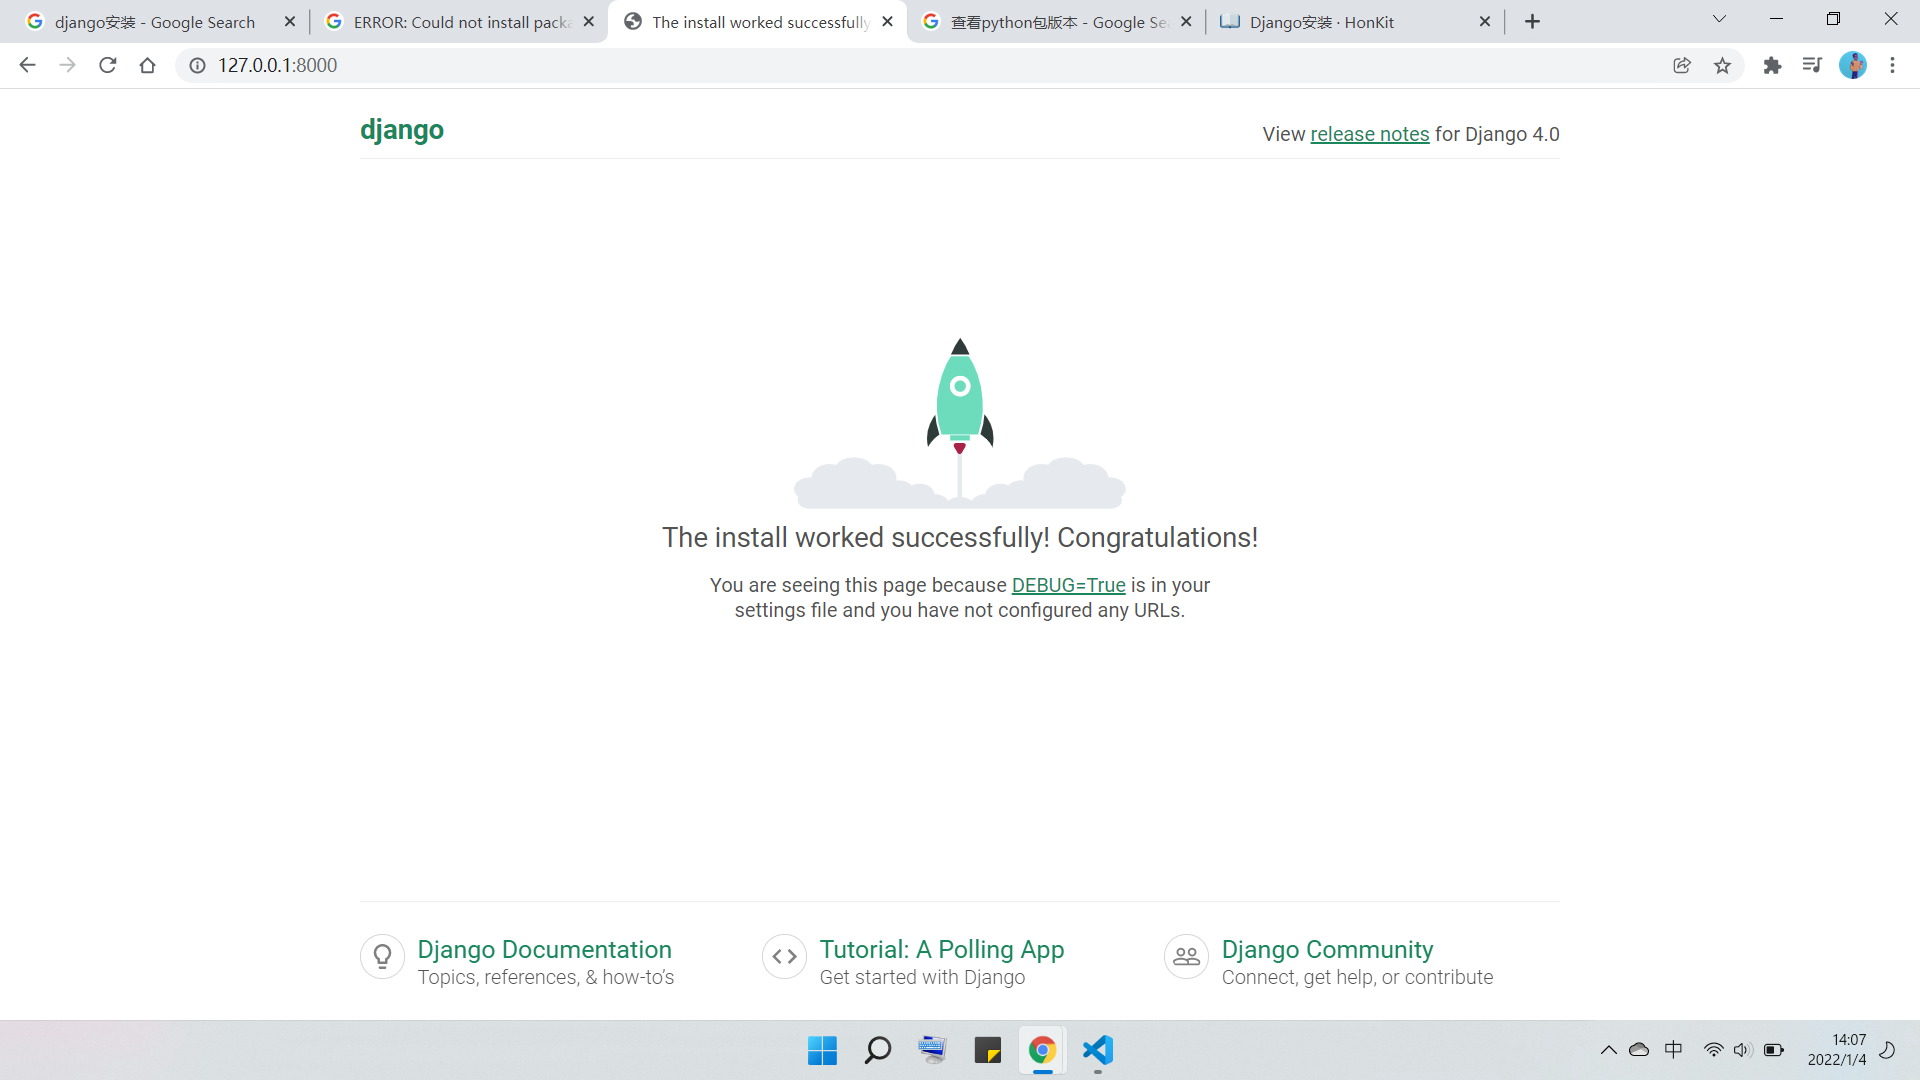 django安装 - Google Search
ERROR: Could not install packa
The install worked successfully
查看python包版本 - Google Se
Django安装 · HonKit
127.0.0.1:8000
django
View release notes for Django 4.0
The install worked successfully! Congratulations!
You are seeing this page because DEBUG=True is in your
settings file and you have not configured any URLs.
Django Documentation
Topics, references, & how-to’s
Tutorial: A Polling App
Get started with Django
Django Community
Connect, get help, or contribute
中
14:07
2022/1/4